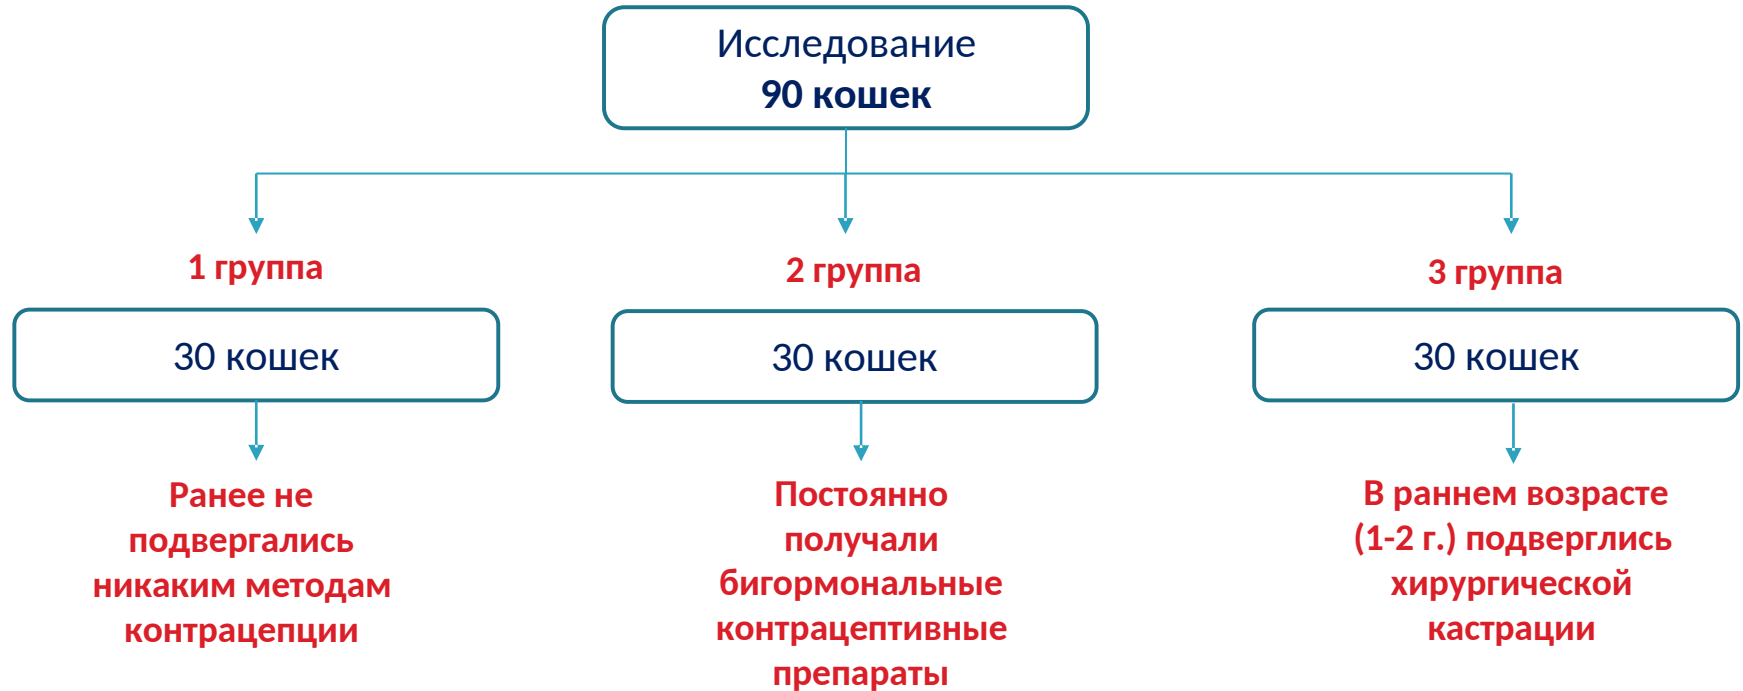 Исследование
90 кошек
1 группа
2 группа
3 группа
30 кошек
30 кошек
30 кошек
Ранее не
подвергались
никаким методам
контрацепции
Постоянно
получали
бигормональные
контрацептивные
препараты
В раннем возрасте
(1-2 г.) подверглись
хирургической
кастрации